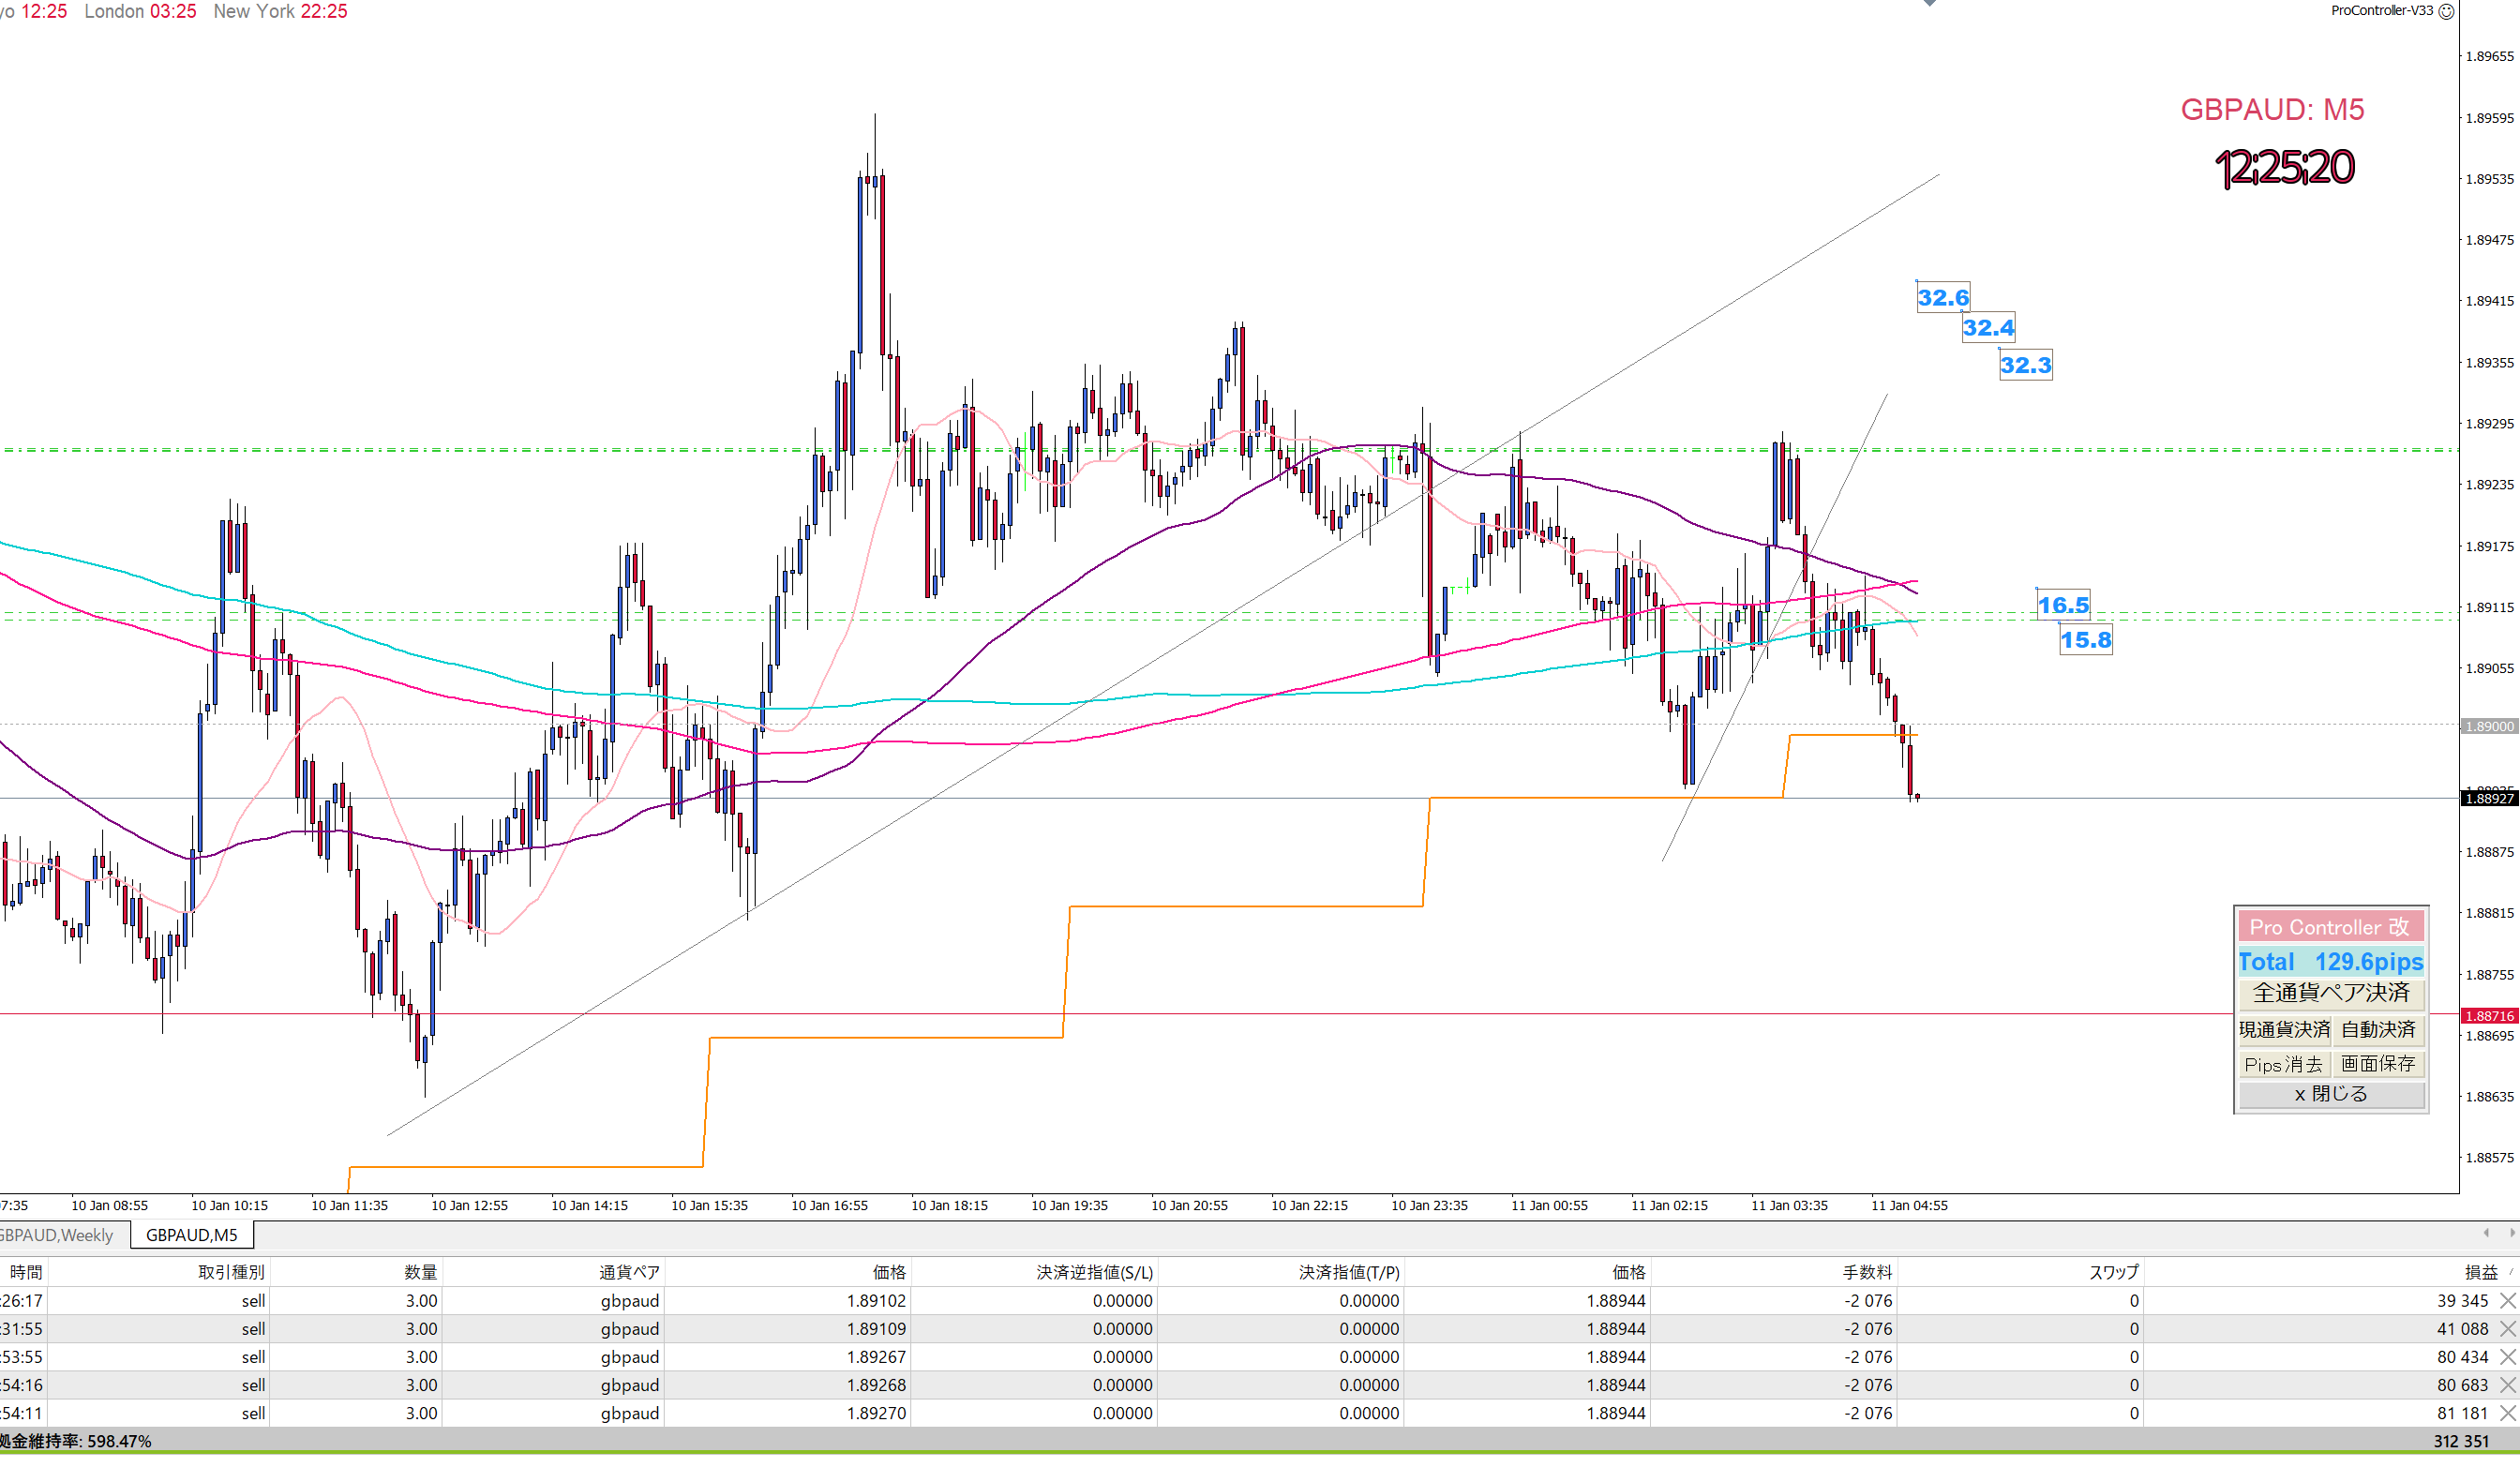 yo 12:25 London 03:25 New York 22:25
ProController-V33
GBPAUD: M5
12:25:20
1.89655
1.89595
1.89535
1.89475
1.89415
1.89355
1.89295
1.89235
1.89175
1.89115
1.89055
1.89000
1.88927
1.88875
1.88815
1.88755
1.88716
1.88695
1.88635
1.88575
32.6
32.4
32.3
16.5
15.8
Pro Controller 改
Total 129.6pips
全通貨ペア決済
現通貨決済 自動決済
Pips消去 画面保存
x 閉じる
07:35 10 Jan 08:55 10 Jan 10:15 10 Jan 11:35 10 Jan 12:55 10 Jan 14:15 10 Jan 15:35 10 Jan 16:55 10 Jan 18:15 10 Jan 19:35 10 Jan 20:55 10 Jan 22:15 10 Jan 23:35 11 Jan 00:55 11 Jan 02:15 11 Jan 03:35 11 Jan 04:55
GBPAUD,Weekly GBPAUD,M5
時間 取引種別 数量 通貨ペア 価格 決済逆指値(S/L) 決済指値(T/P) 価格 手数料 スワップ 損益
:26:17 sell 3.00 gbpaud 1.89102 0.00000 0.00000 1.88944 -2 076 0 39 345
:31:55 sell 3.00 gbpaud 1.89109 0.00000 0.00000 1.88944 -2 076 0 41 088
:53:55 sell 3.00 gbpaud 1.89267 0.00000 0.00000 1.88944 -2 076 0 80 434
:54:16 sell 3.00 gbpaud 1.89268 0.00000 0.00000 1.88944 -2 076 0 80 683
:54:11 sell 3.00 gbpaud 1.89270 0.00000 0.00000 1.88944 -2 076 0 81 181
拠金維持率: 598.47% 312 351